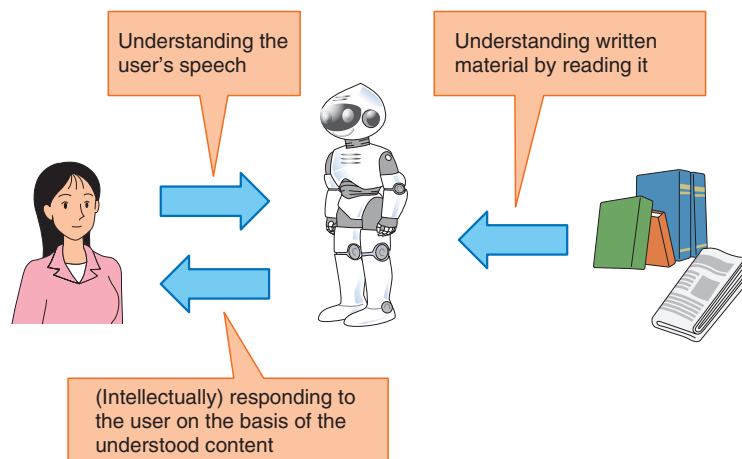 Understanding the
user's speech
Understanding written
material by reading it
(Intellectually) responding to
the user on the basis of the
understood content